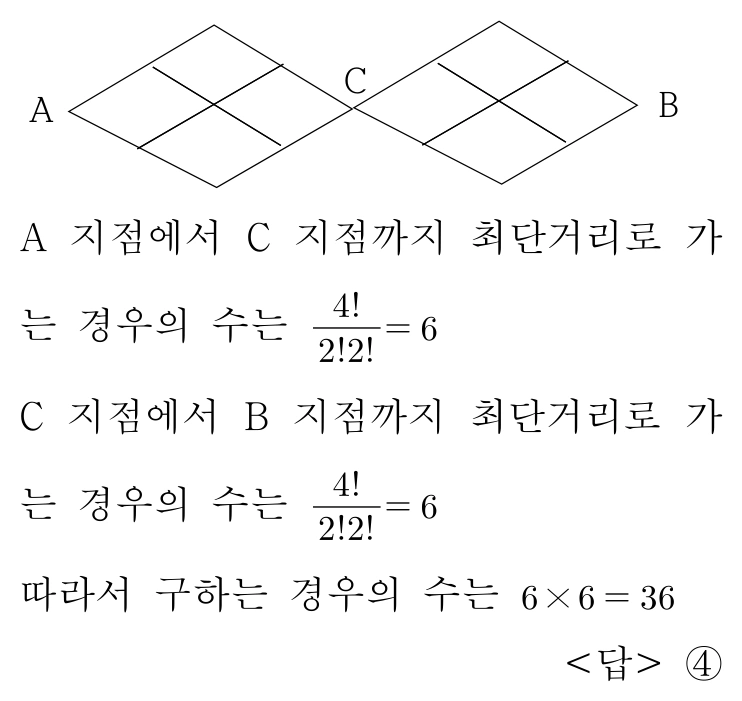 A C B
A 지점에서 C 지점까지 최단거리로 가
는 경우의 수는 4!/2!2! = 6
C 지점에서 B 지점까지 최단거리로 가
는 경우의 수는 4!/2!2! = 6
따라서 구하는 경우의 수는 6×6=36
<답> ④